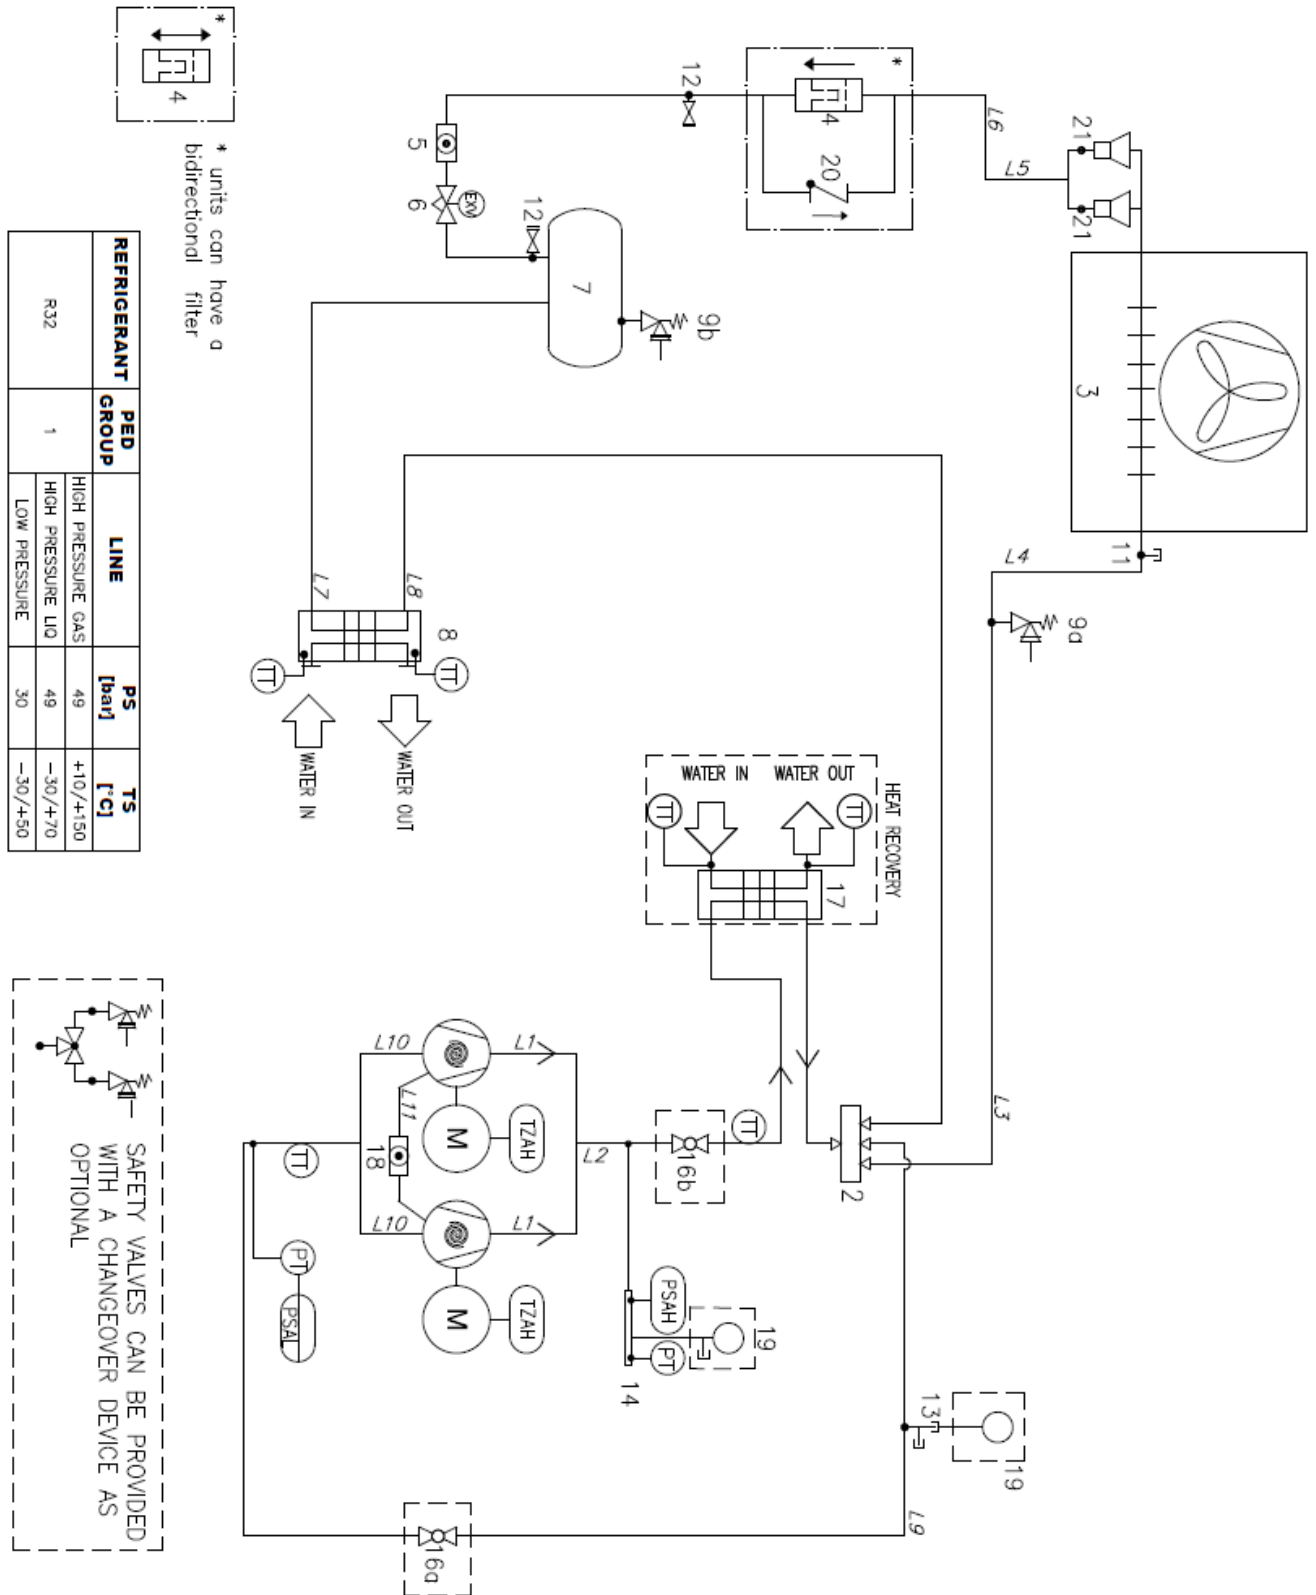 *
4
* units can have a
bidirectional filter
REFRIGERANT
PED
GROUP
LINE
PS
[bar]
TS
[°C]
R32
1
HIGH PRESSURE GAS
49
+10/+150
HIGH PRESSURE LIQ
49
-30/+70
LOW PRESSURE
30
-30/+50
12
*
4
20
L6
L5
21
21
5
6
EXV
12
7
9b
3
11
L4
9a
L7
L8
8
TT
TT
WATER IN
WATER OUT
L3
WATER IN
WATER OUT
TT
TT
HEAT RECOVERY
17
L10
L1
L11
M
TZAH
18
L2
16b
TT
2
TT
L10
L1
PT
PSAL
M
TZAH
PSAH
PT
19
14
13
19
L9
16a
SAFETY VALVES CAN BE PROVIDED
WITH A CHANGEOVER DEVICE AS
OPTIONAL